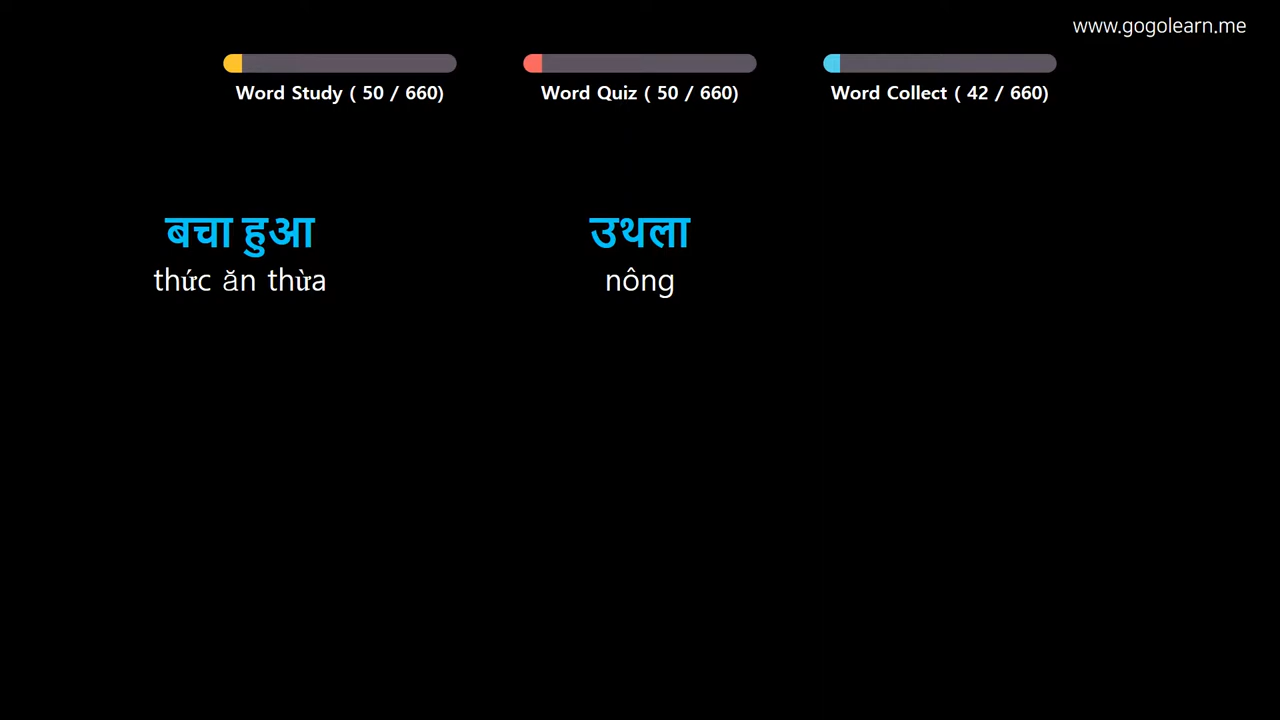 www.gogolearn.me
Word Study ( 50 / 660)
Word Quiz ( 50 / 660)
Word Collect ( 42 / 660)
बचा हुआ
thức ăn thừa
उथला
nông